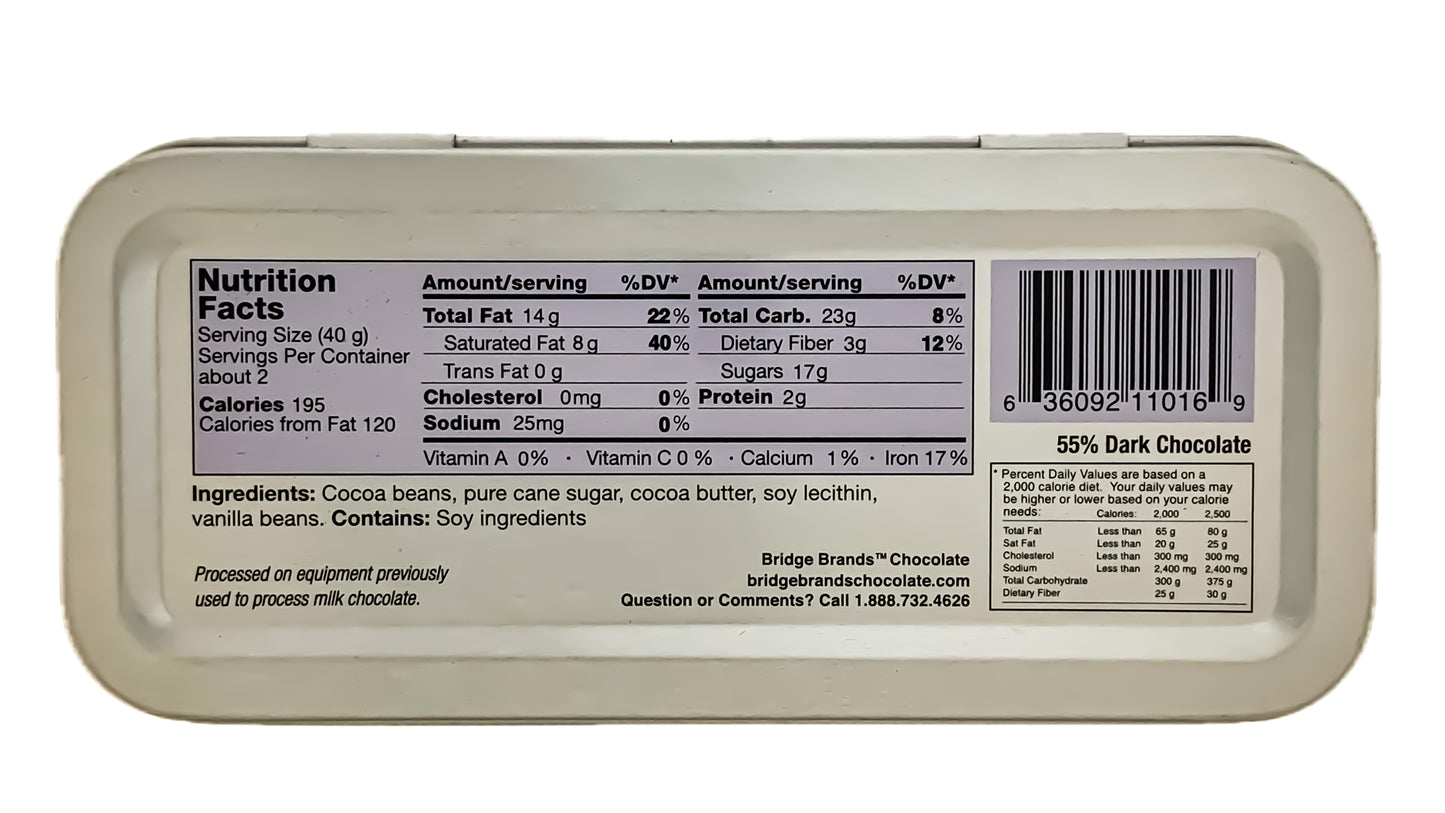 Nutrition
Facts
Serving Size (40 g)
Servings Per Container
about 2
Calories 195
Calories from Fat 120
Amount/serving %DV*
Total Fat 14g 22%
Saturated Fat 8g 40%
Trans Fat 0 g
Cholesterol 0mg 0%
Sodium 25mg 0%
Amount/serving %DV*
Total Carb. 23g 8%
Dietary Fiber 3g 12%
Sugars 17g
Protein 2g
Vitamin A 0% · Vitamin C 0 % · Calcium 1% · Iron 17%
Ingredients: Cocoa beans, pure cane sugar, cocoa butter, soy lecithin,
vanilla beans. Contains: Soy ingredients
Processed on equipment previously
used to process milk chocolate.
Bridge Brands™ Chocolate
bridgebrandschocolate.com
Question or Comments? Call 1.888.732.4626
6 36092 11016 9
55% Dark Chocolate
* Percent Daily Values are based on a
2,000 calorie diet. Your daily values may
be higher or lower based on your calorie
needs: Calories: 2,000 2,500
Total Fat Less than 65 g 80 g
Sat Fat Less than 20 g 25 g
Cholesterol Less than 300 mg 300 mg
Sodium Less than 2,400 mg 2,400 mg
Total Carbohydrate 300 g 375 g
Dietary Fiber 25 g 30 g